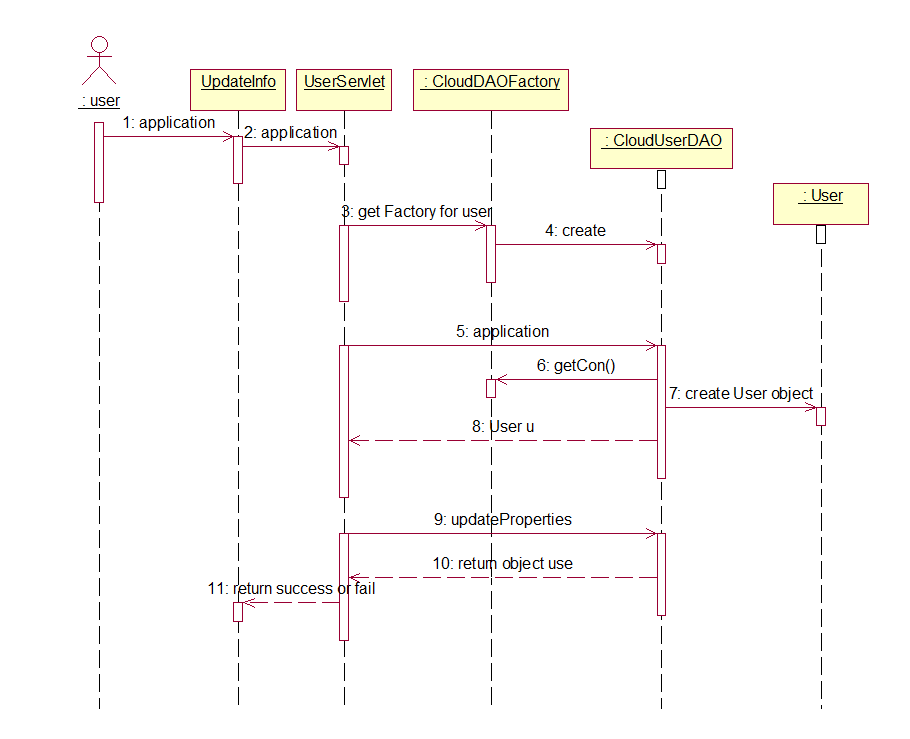 : user
UpdateInfo
UserServlet
: CloudDAOFactory
: CloudUserDAO
: User
1: application
2: application
3: get Factory for user
4: create
5: application
6: getCon()
7: create User object
8: User u
9: updateProperties
10: return object use
11: return success or fail